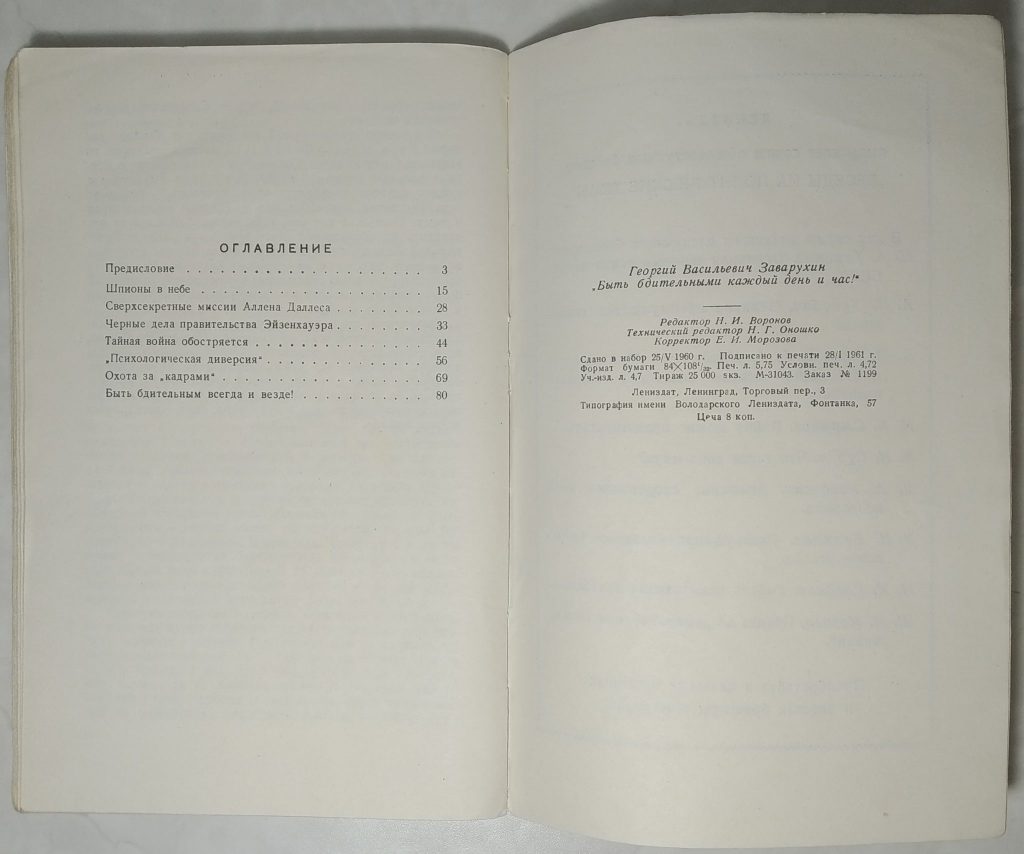 ОГЛАВЛЕНИЕ
Предисловие . . . . . . . . . . . . . . . . 3
Шпионы в небе . . . . . . . . . . . . . . . 15
Сверхсекретные миссии Аллена Даллеса . . . . . . 28
Черные дела правительства Эйзенхауэра . . . . . . 33
Тайная война обостряется . . . . . . . . . . . 44
„Психологическая диверсия“ . . . . . . . . . . . 56
Охота за „кадрами“ . . . . . . . . . . . . . . 69
Быть бдительным всегда и везде! . . . . . . . . 80
Георгий Васильевич Заварухин
„Быть бдительными каждый день и час!“
Редактор Н. И. Воронов
Технический редактор Н. Г. Оношко
Корректор Е. И. Морозова
Сдано в набор 25/V 1960 г. Подписано к печати 28/I 1961 г.
Формат бумаги 84×108¹/₃₂. Печ. л. 5,75 Условн. печ. л. 4,72
Уч.-изд. л. 4,7 Тираж 25 000 экз. М-31043. Заказ № 1199
Лениздат, Ленинград, Торговый пер., 3
Типография имени Володарского Лениздата, Фонтанка, 57
Цена 8 коп.